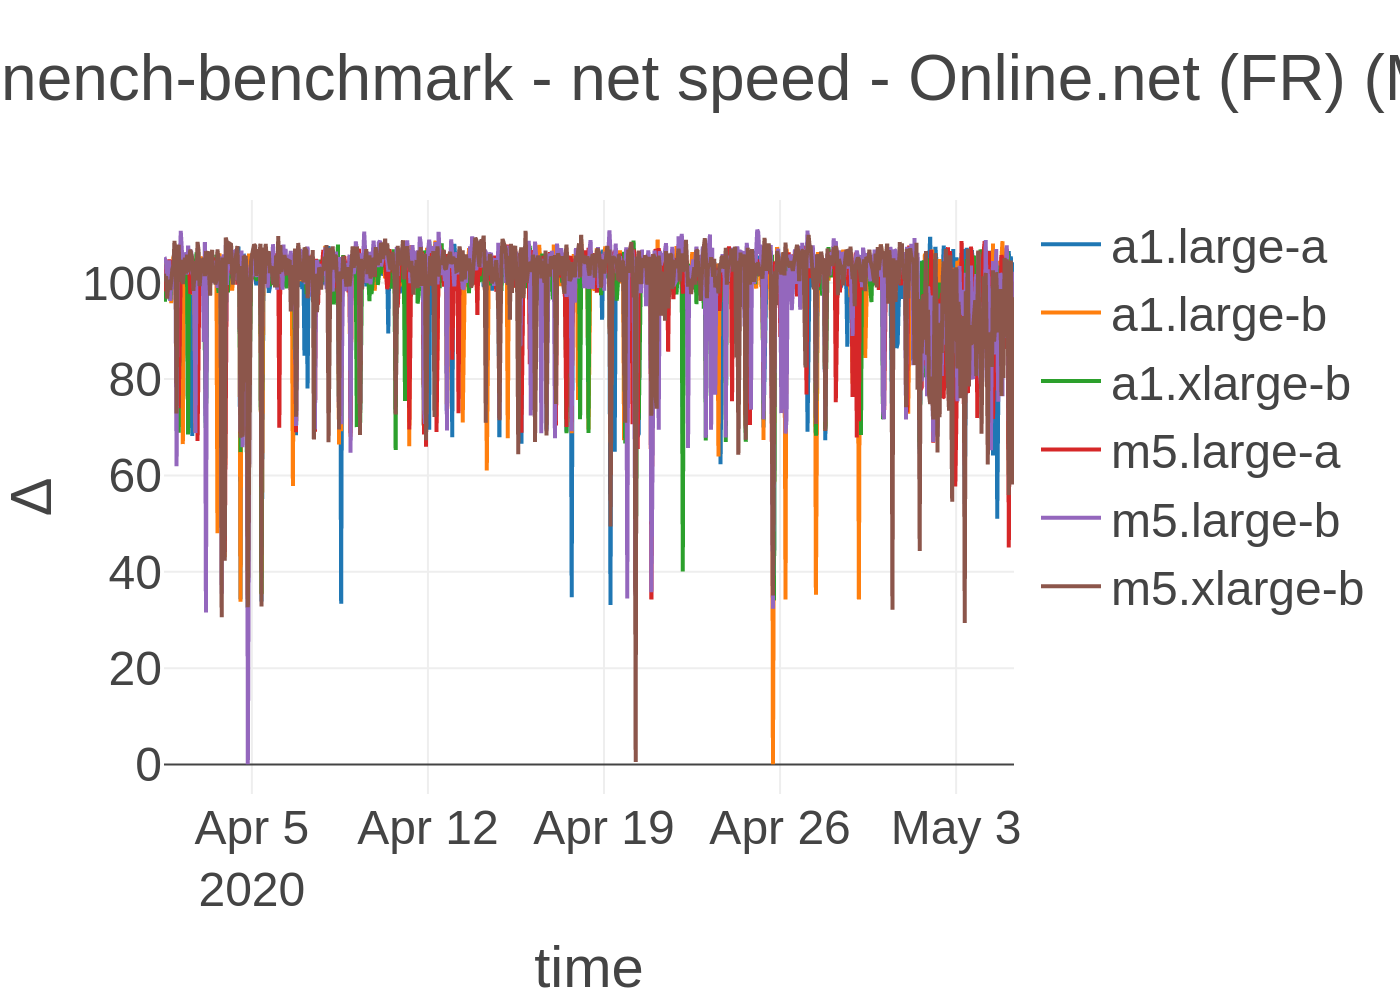 nench-benchmark - net speed - Online.net (FR) (M
100
80
60
40
20
0
Δ
Apr 5
2020
Apr 12
Apr 19
Apr 26
May 3
time
a1.large-a
a1.large-b
a1.xlarge-b
m5.large-a
m5.large-b
m5.xlarge-b